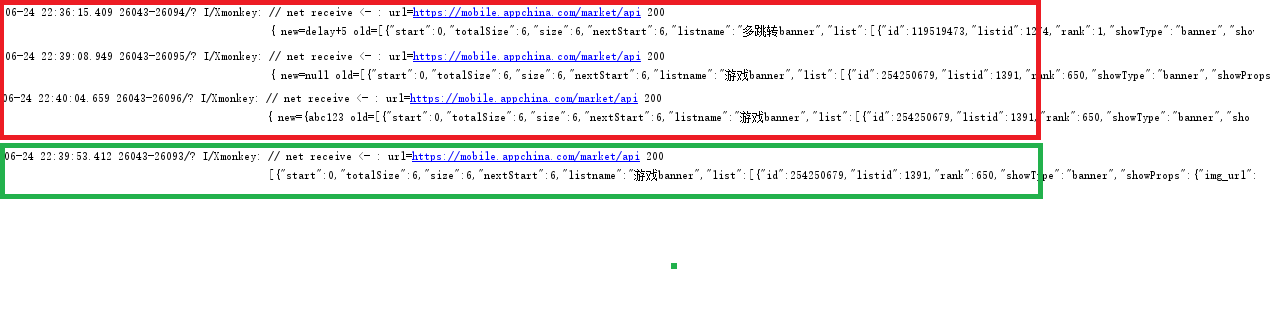 06-24 22:36:15.409 26043-26094/? I/Xmonkey: // net receive <- : url=https://mobile.appchina.com/market/api 200
{ new=delay+5 old=[{"start":0,"totalSize":6,"size":6,"nextStart":6,"listname":"多跳转banner","list":[{"id":119519473,"listid":1274,"rank":1,"showType":"banner","sho
06-24 22:39:08.949 26043-26095/? I/Xmonkey: // net receive <- : url=https://mobile.appchina.com/market/api 200
{ new=null old=[{"start":0,"totalSize":6,"size":6,"nextStart":6,"listname":"游戏banner","list":[{"id":254250679,"listid":1391,"rank":650,"showType":"banner","showProps
06-24 22:40:04.659 26043-26096/? I/Xmonkey: // net receive <- : url=https://mobile.appchina.com/market/api 200
{ new={abc123 old=[{"start":0,"totalSize":6,"size":6,"nextStart":6,"listname":"游戏banner","list":[{"id":254250679,"listid":1391,"rank":650,"showType":"banner","sho
06-24 22:39:53.412 26043-26093/? I/Xmonkey: // net receive <- : url=https://mobile.appchina.com/market/api 200
[{"start":0,"totalSize":6,"size":6,"nextStart":6,"listname":"游戏banner","list":[{"id":254250679,"listid":1391,"rank":650,"showType":"banner","showProps":{"img_url":